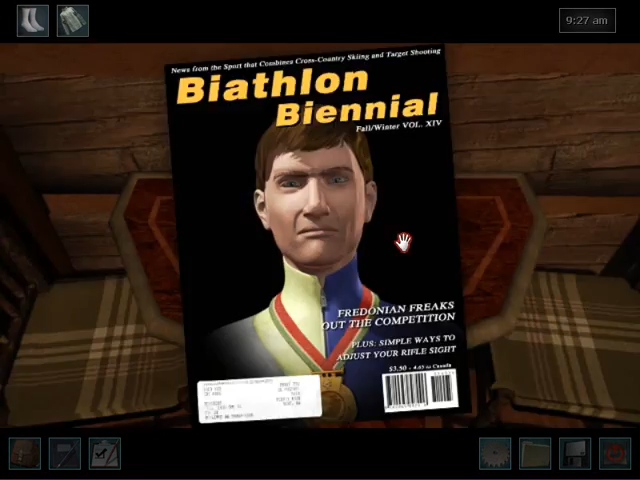 9:27 am
News from the Sport that Combines Cross-Country Skiing and Target Shooting
Biathlon
Biennial
Fall/Winter VOL. XIV
FREDONIAN FREAKS
OUT THE COMPETITION
PLUS: SIMPLE WAYS TO
ADJUST YOUR RIFLE SIGHT
$3.50 - 4.65 in Canada